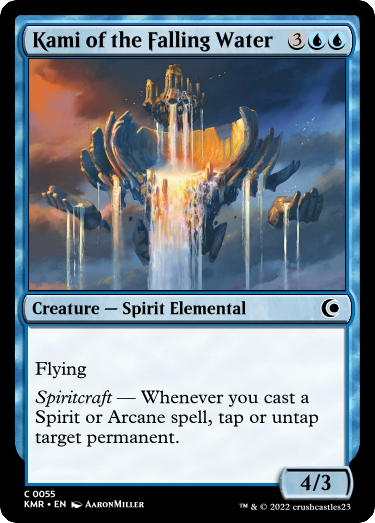 Kami of the Falling Water 3
Creature — Spirit Elemental
Flying
Spiritcraft — Whenever you cast a
Spirit or Arcane spell, tap or untap
target permanent.
4/3
C 0055
KMR • EN AaronMiller
™ & © 2022 crushcastles23